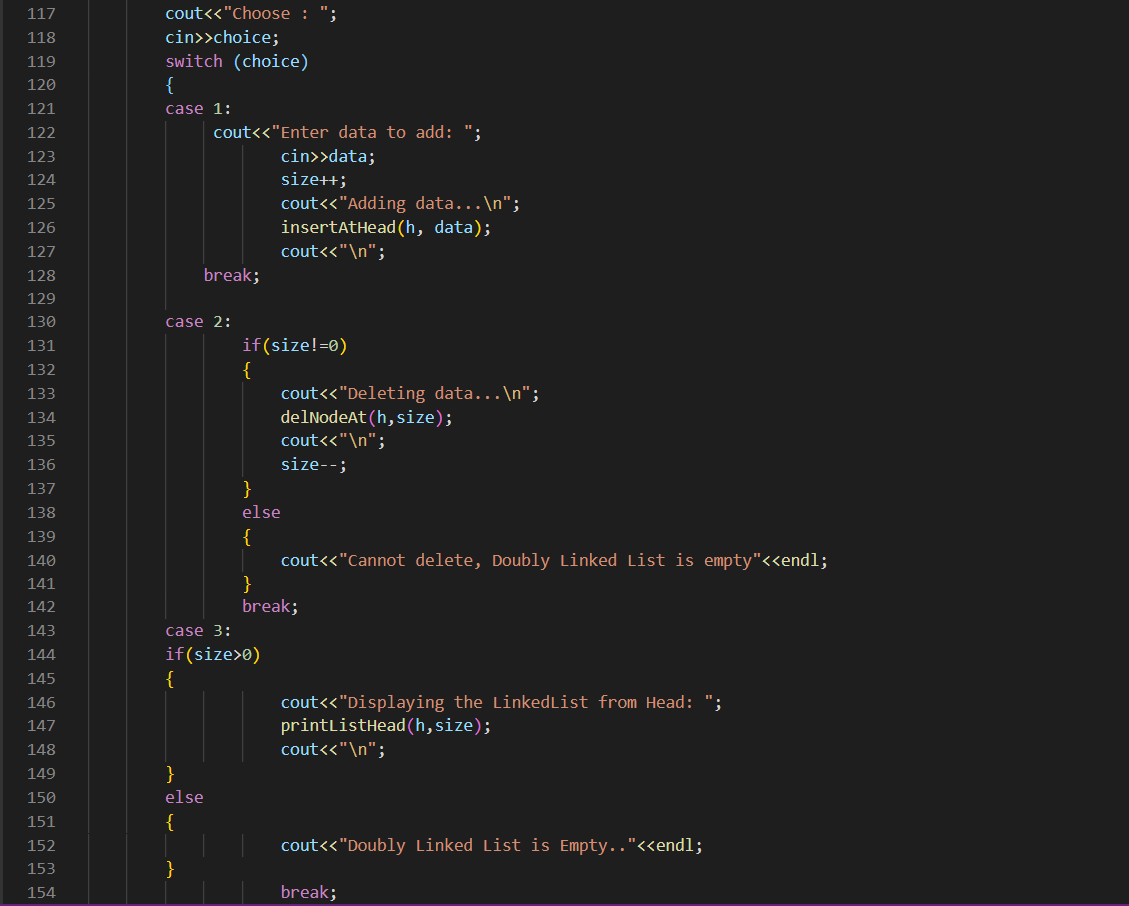 117 cout<<"Choose : ";
118 cin>>choice;
119 switch (choice)
120 {
121 case 1:
122 cout<<"Enter data to add: ";
123 cin>>data;
124 size++;
125 cout<<"Adding data...\n";
126 insertAtHead(h, data);
127 cout<<"\n";
128 break;
129
130 case 2:
131 if(size!=0)
132 {
133 cout<<"Deleting data...\n";
134 delNodeAt(h,size);
135 cout<<"\n";
136 size--;
137 }
138 else
139 {
140 cout<<"Cannot delete, Doubly Linked List is empty"<<endl;
141 }
142 break;
143 case 3:
144 if(size>0)
145 {
146 cout<<"Displaying the LinkedList from Head: ";
147 printListHead(h,size);
148 cout<<"\n";
149 }
150 else
151 {
152 cout<<"Doubly Linked List is Empty.."<<endl;
153 }
154 break;